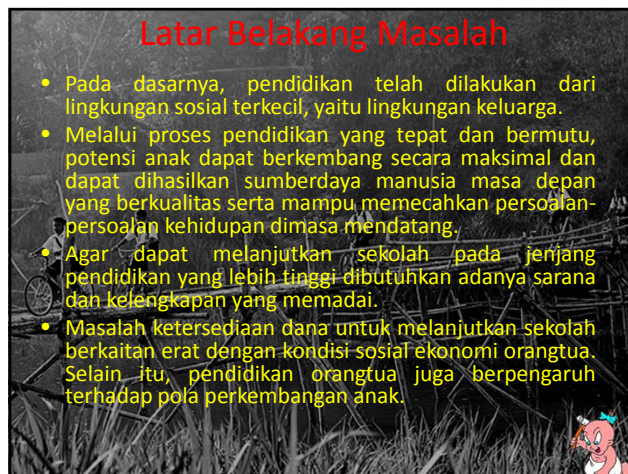 Latar Belakang Masalah
• Pada dasarnya, pendidikan telah dilakukan dari
lingkungan sosial terkecil, yaitu lingkungan keluarga.
• Melalui proses pendidikan yang tepat dan bermutu,
potensi anak dapat berkembang secara maksimal dan
dapat dihasilkan sumberdaya manusia masa depan
yang berkualitas serta mampu memecahkan persoalan-
persoalan kehidupan dimasa mendatang.
• Agar dapat melanjutkan sekolah pada jenjang
pendidikan yang lebih tinggi dibutuhkan adanya sarana
dan kelengkapan yang memadai.
• Masalah ketersediaan dana untuk melanjutkan sekolah
berkaitan erat dengan kondisi sosial ekonomi orangtua.
Selain itu, pendidikan orangtua juga berpengaruh
terhadap pola perkembangan anak.